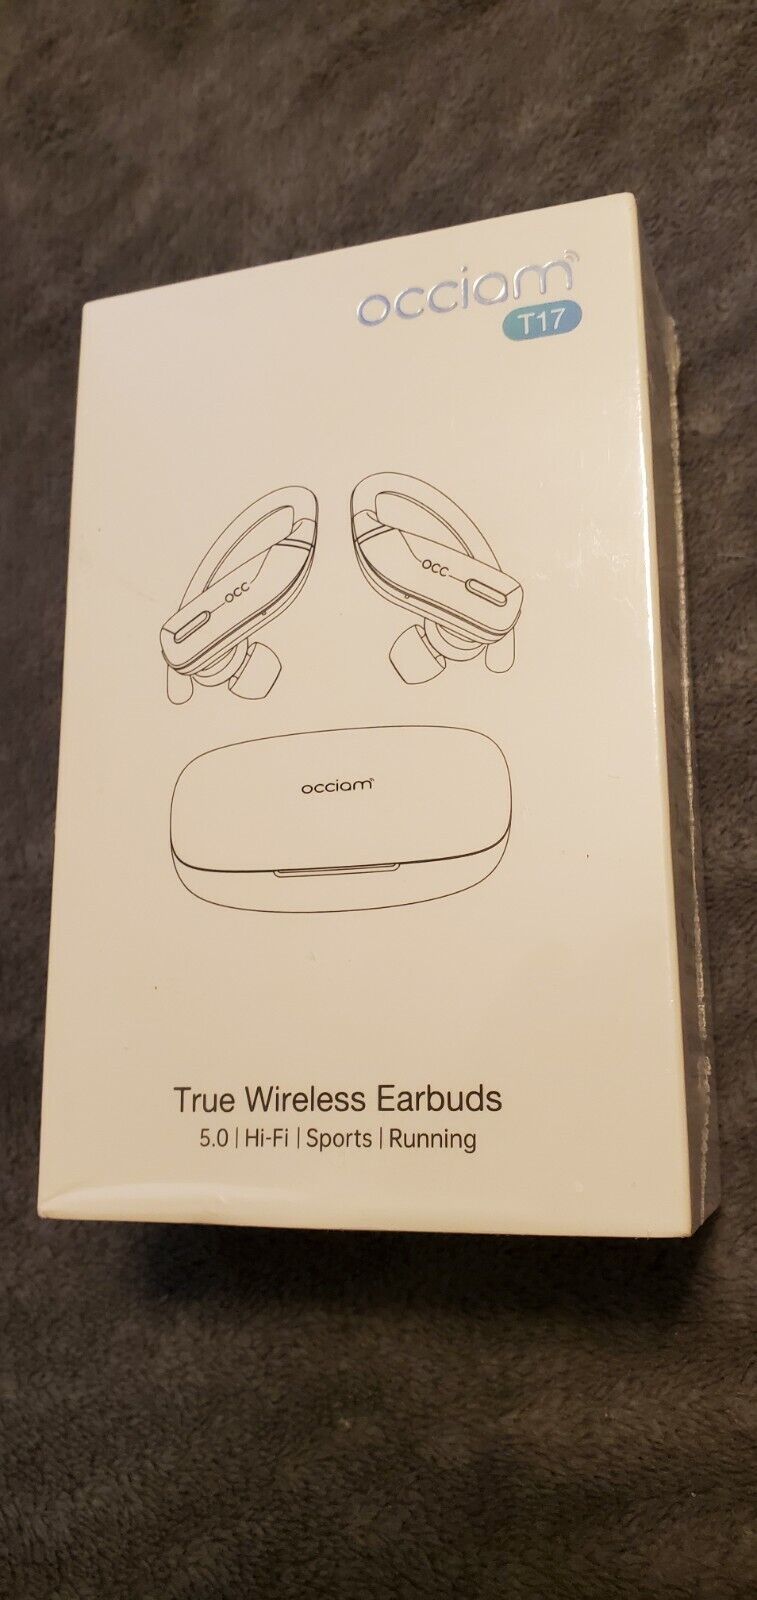 occiam
T17
OCC
OCC
occiam
True Wireless Earbuds
5.0 | Hi-Fi | Sports | Running